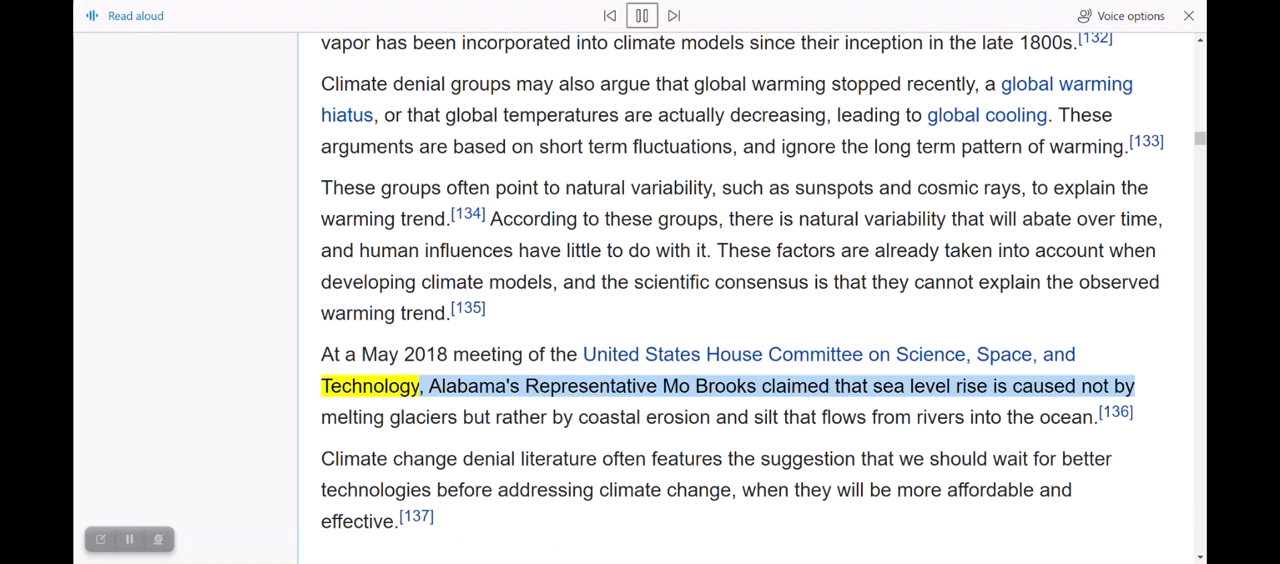 Read aloud
Voice options
vapor has been incorporated into climate models since their inception in the late 1800s.[132]
Climate denial groups may also argue that global warming stopped recently, a global warming
hiatus, or that global temperatures are actually decreasing, leading to global cooling. These
arguments are based on short term fluctuations, and ignore the long term pattern of warming.[133]
These groups often point to natural variability, such as sunspots and cosmic rays, to explain the
warming trend.[134] According to these groups, there is natural variability that will abate over time,
and human influences have little to do with it. These factors are already taken into account when
developing climate models, and the scientific consensus is that they cannot explain the observed
warming trend.[135]
At a May 2018 meeting of the United States House Committee on Science, Space, and
Technology, Alabama's Representative Mo Brooks claimed that sea level rise is caused not by
melting glaciers but rather by coastal erosion and silt that flows from rivers into the ocean.[136]
Climate change denial literature often features the suggestion that we should wait for better
technologies before addressing climate change, when they will be more affordable and
effective.[137]